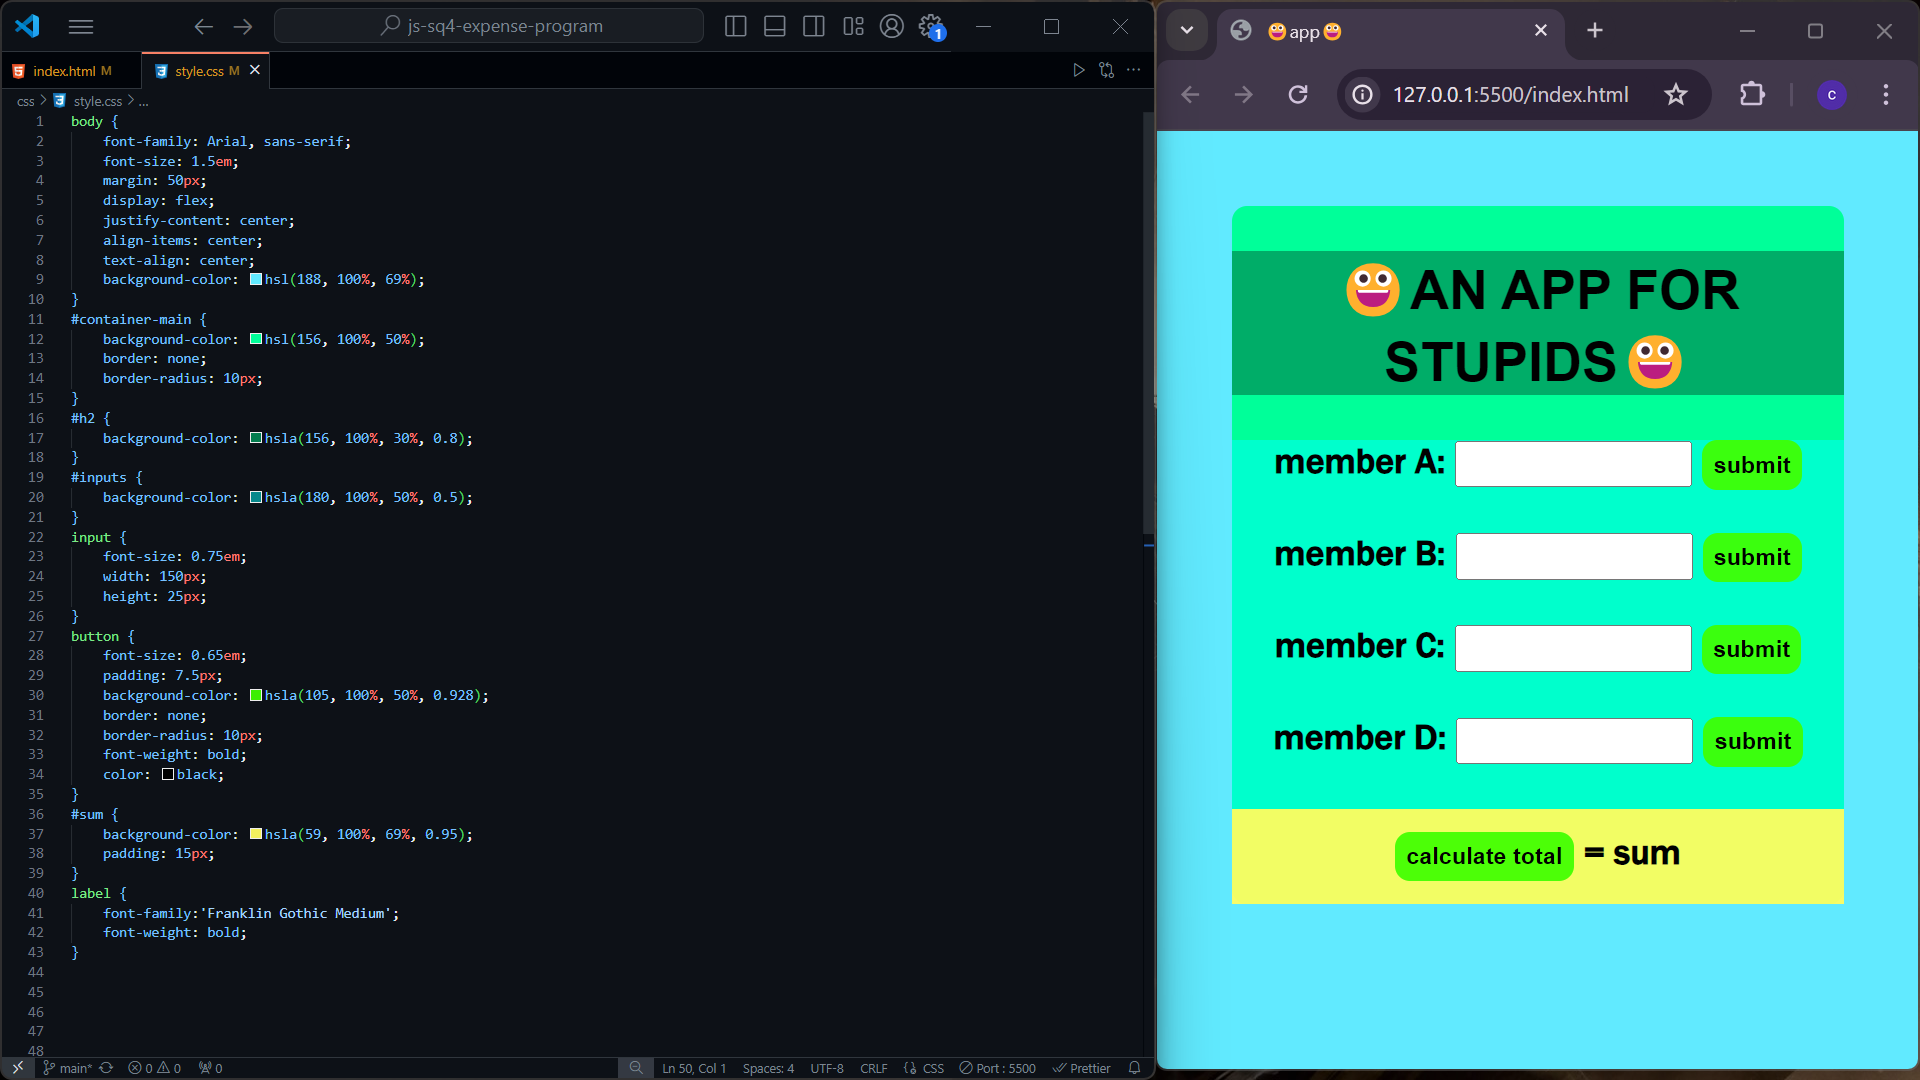 js-sq4-expense-program
1
index.html M
style.css M
css > style.css > ...
1 body {
2 font-family: Arial, sans-serif;
3 font-size: 1.5em;
4 margin: 50px;
5 display: flex;
6 justify-content: center;
7 align-items: center;
8 text-align: center;
9 background-color: hsl(188, 100%, 69%);
10 }
11 #container-main {
12 background-color: hsl(156, 100%, 50%);
13 border: none;
14 border-radius: 10px;
15 }
16 #h2 {
17 background-color: hsla(156, 100%, 30%, 0.8);
18 }
19 #inputs {
20 background-color: hsla(180, 100%, 50%, 0.5);
21 }
22 input {
23 font-size: 0.75em;
24 width: 150px;
25 height: 25px;
26 }
27 button {
28 font-size: 0.65em;
29 padding: 7.5px;
30 background-color: hsla(105, 100%, 50%, 0.928);
31 border: none;
32 border-radius: 10px;
33 font-weight: bold;
34 color: black;
35 }
36 #sum {
37 background-color: hsla(59, 100%, 69%, 0.95);
38 padding: 15px;
39 }
40 label {
41 font-family:'Franklin Gothic Medium';
42 font-weight: bold;
43 }
44
45
46
47
48
main* 0 0 0 Ln 50, Col 1 Spaces: 4 UTF-8 CRLF {} CSS Port : 5500 Prettier
😀app😀
127.0.0.1:5500/index.html
c
😀AN APP FOR
STUPIDS😀
member A: submit
member B: submit
member C: submit
member D: submit
calculate total = sum